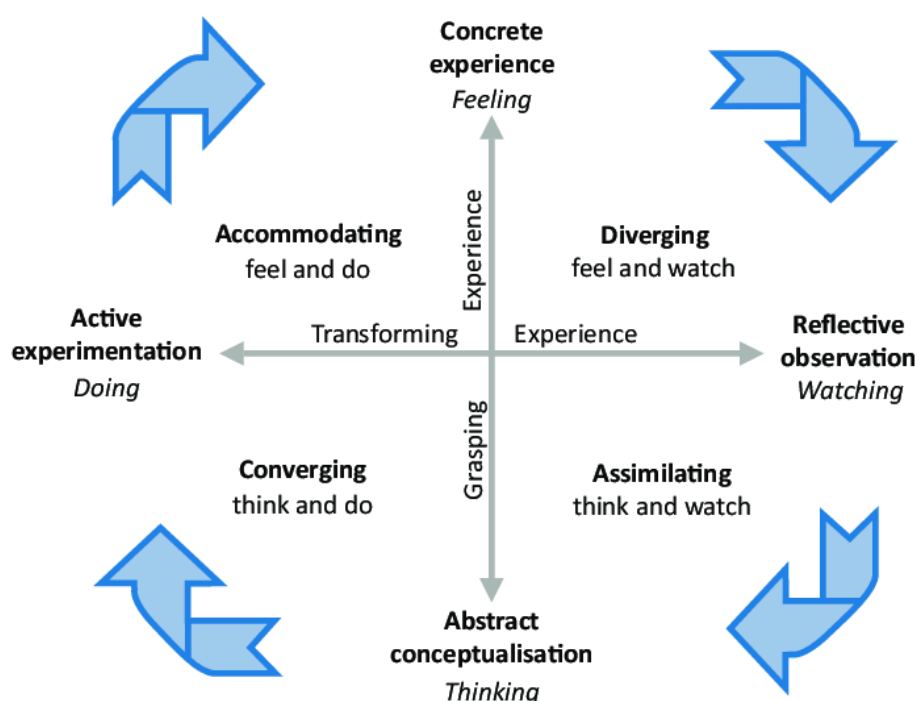 Concrete
experience
Feeling
Accommodating
feel and do
Experience
Diverging
feel and watch
Active
experimentation
Doing
Transforming
Experience
Reflective
observation
Watching
Converging
think and do
Grasping
Assimilating
think and watch
Abstract
conceptualisation
Thinking